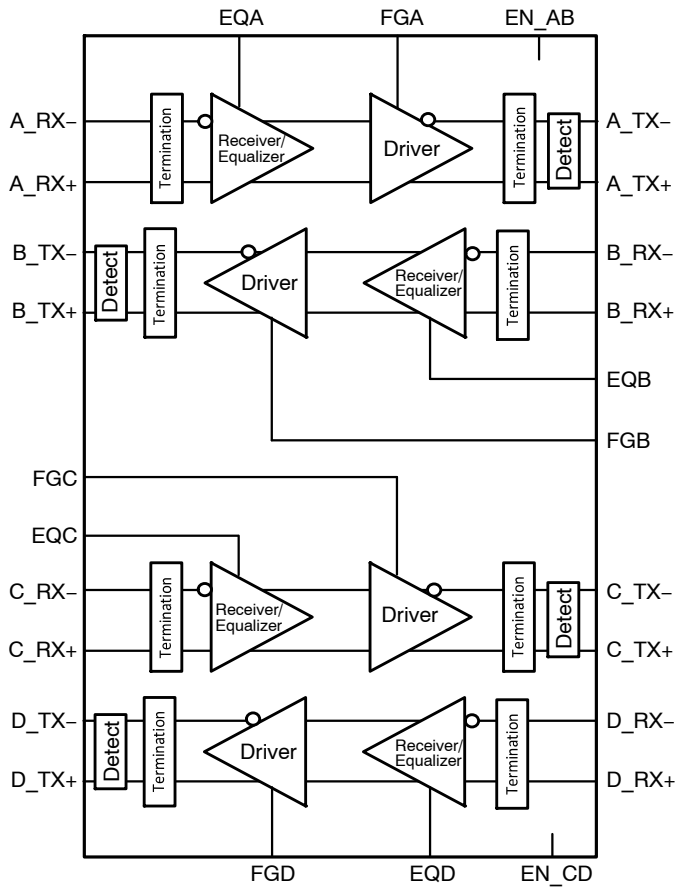 EQA FGA EN_AB
A_RX− Termination Receiver/ Equalizer Driver Termination Detect A_TX−
A_RX+ A_TX+
B_TX− Detect Termination Driver Receiver/ Equalizer Termination B_RX−
B_TX+ B_RX+
EQB
FGB
FGC
EQC
C_RX− Termination Receiver/ Equalizer Driver Termination Detect C_TX−
C_RX+ C_TX+
D_TX− Detect Termination Driver Receiver/ Equalizer Termination D_RX−
D_TX+ D_RX+
FGD EQD EN_CD